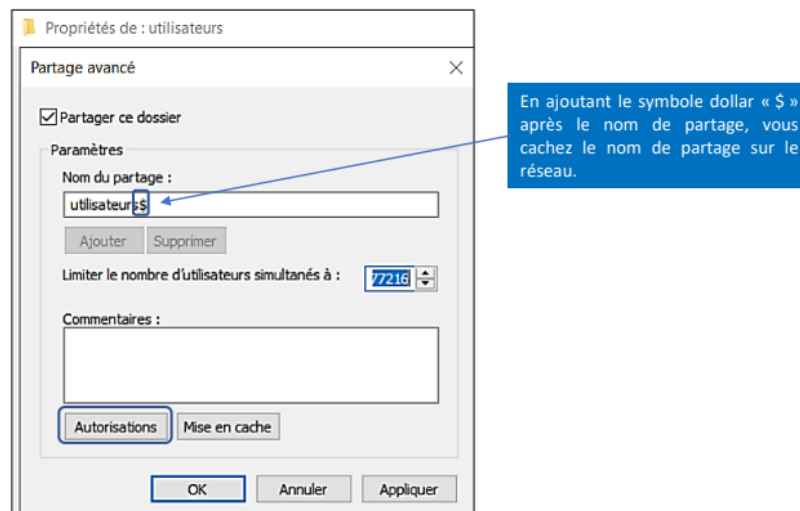 Propriétés de : utilisateurs
Partage avancé
Partager ce dossier
Paramètres
Nom du partage :
utilisateurs$
Ajouter Supprimer
Limiter le nombre d'utilisateurs simultanés à :
77216
Commentaires :
Autorisations Mise en cache
OK Annuler Appliquer
En ajoutant le symbole dollar « $ »
après le nom de partage, vous
cachez le nom de partage sur le
réseau.